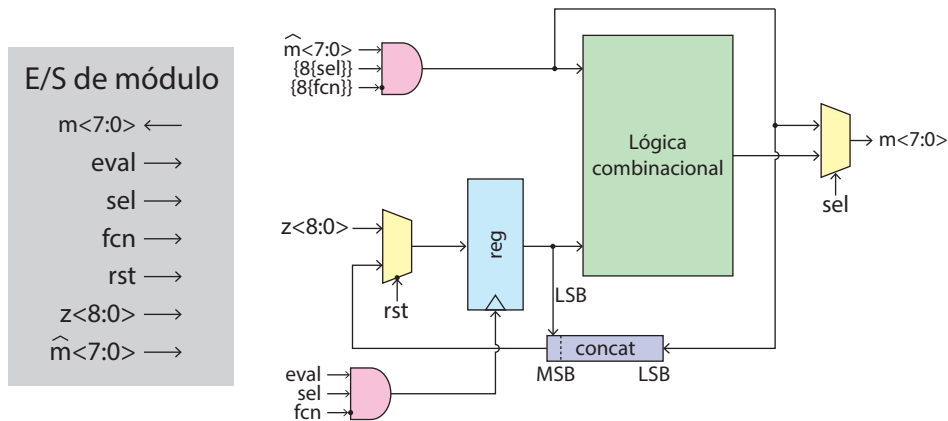 E/S de módulo
m<7:0>
eval
sel
fcn
rst
z<8:0>
m̂<7:0>
m̂<7:0>
{8{sel}}
{8{fcn}}
Lógica
combinacional
m<7:0>
sel
z<8:0>
reg
rst
LSB
concat
MSB
LSB
eval
sel
fcn